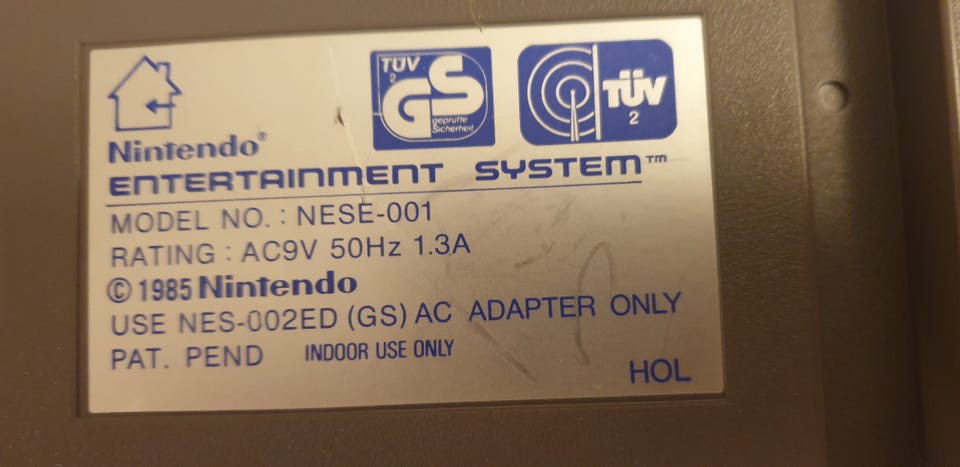 TÜV
2
GS
geprüfte
Sicherheit
TÜV
2
Nintendo®
ENTERTAINMENT SYSTEM™
MODEL NO. : NESE-001
RATING : AC9V 50Hz 1.3A
© 1985 Nintendo
USE NES-002ED (GS) AC ADAPTER ONLY
PAT. PEND INDOOR USE ONLY
HOL